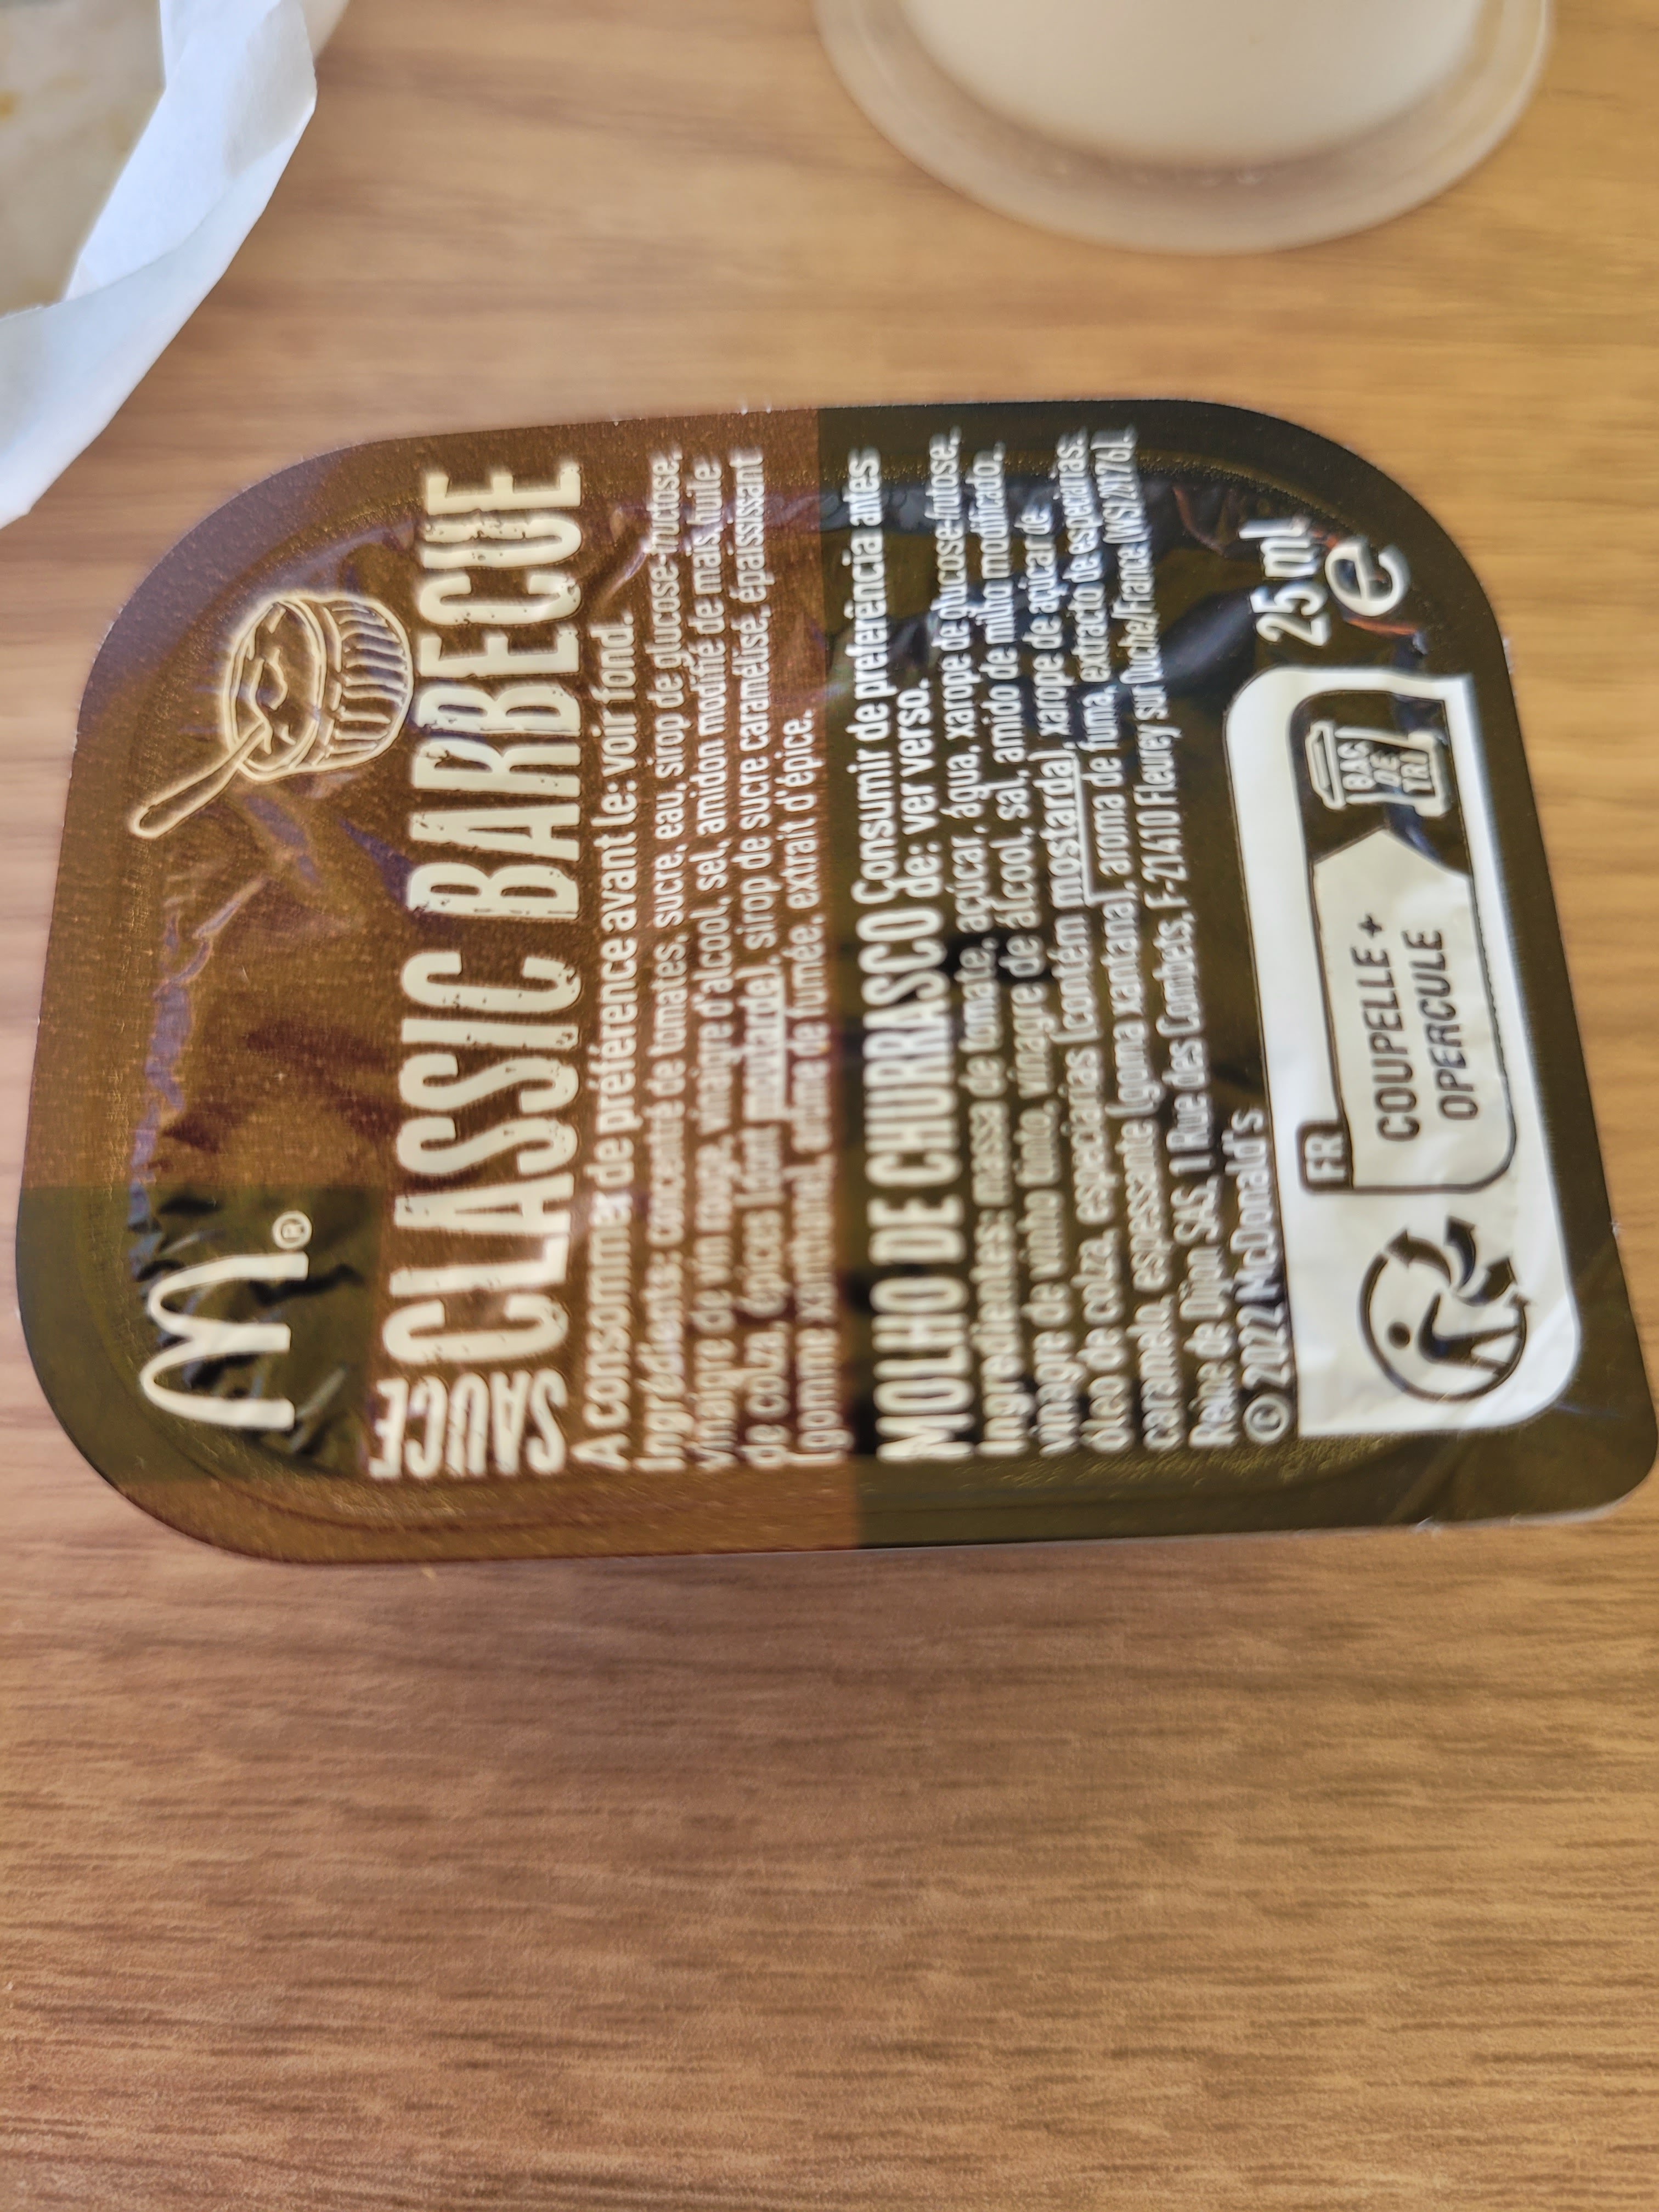 M®
SAUCE CLASSIC BARBECUE
A consommer de préférence avant le: voir fond.
Ingrédients: concentré de tomates, sucre, eau, sirop de glucose-fructose,
vinaigre de vin rouge, vinaigre d'alcool, sel, amidon modifié de maïs, huile
de colza, épices (dont moutarde), sirop de sucre caramélisé, épaississant
(gomme xanthane), arôme de fumée, extrait d'épice.
MOLHO DE CHURRASCO Consumir de preferência antes
de: ver verso.
Ingredientes: massa de tomate, açúcar, água, xarope de glucose-frutose,
vinagre de vinho tinto, vinagre de álcool, sal, amido de milho modificado,
óleo de colza, especiarias (contém mostarda), xarope de açúcar de
caramelo, espessante (goma xantana), aroma de fumo, extracto de especiarias.
Reine de Dijon SAS, 11 Rue des Combets, F-21410 Fleurey sur Ouche/France
© 2022 McDonald's
25 ml e
FR
COUPELLE +
OPERCULE
BAC
DE
TRI